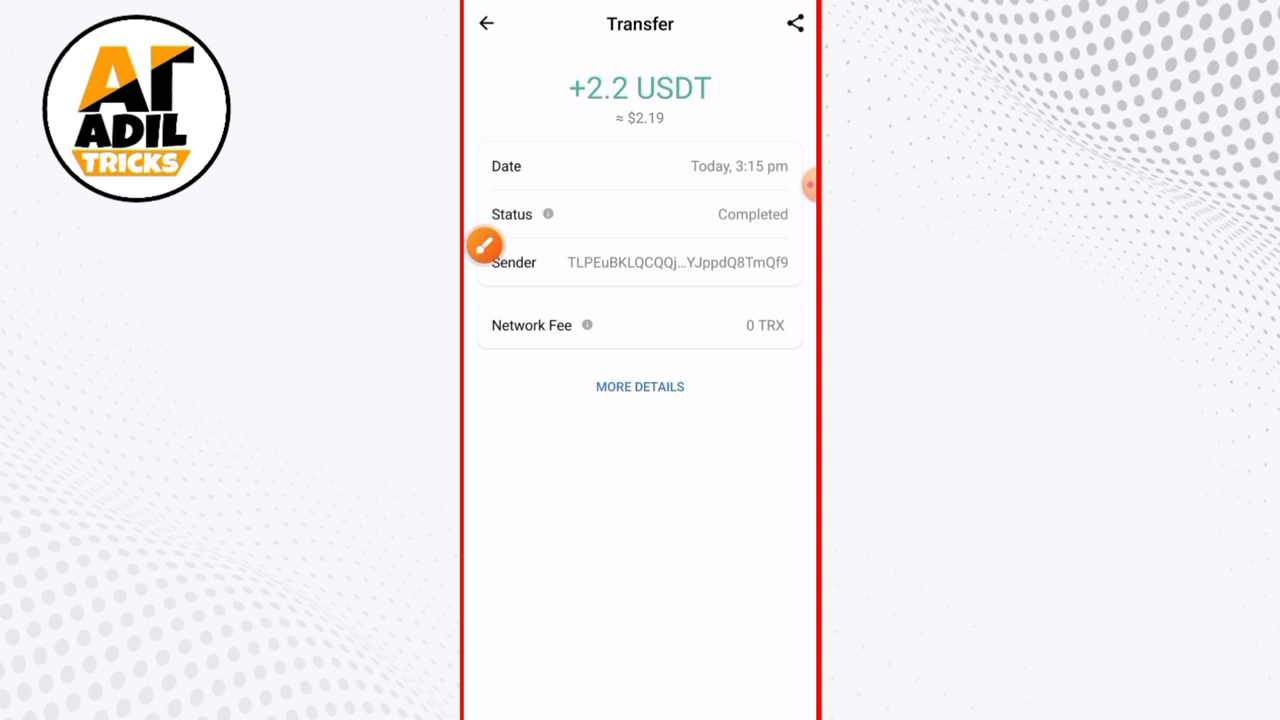 AT
ADIL
TRICKS
Transfer
+2.2 USDT
≈ $2.19
Date Today, 3:15 pm
Status Completed
Sender TLPEuBKLQCQQj...YJppdQ8TmQf9
Network Fee 0 TRX
MORE DETAILS